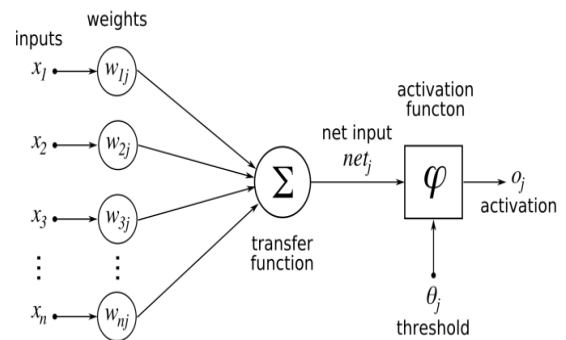 weights
inputs
x1
w1j
x2
w2j
x3
w3j
⋮
⋮
xn
wnj
Σ
transfer
function
net input
netj
activation
functon
φ
oj
activation
θj
threshold